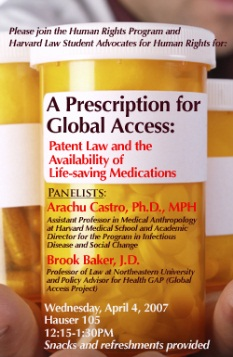 Please join the Human Rights Program and
Harvard Law Student Advocates for Human Rights for:
A Prescription for
Global Access:
Patent Law and the
Availability of
Life-saving Medications
PANELISTS:
Arachu Castro, Ph.D., MPH
Assistant Professor in Medical Anthropology
at Harvard Medical School and Academic
Director for the Program in Infectious
Disease and Social Change
Brook Baker, J.D.
Professor of Law at Northeastern University
and Policy Advisor for Health GAP (Global
Access Project)
Wednesday, April 4, 2007
Hauser 105
12:15-1:30PM
Snacks and refreshments provided